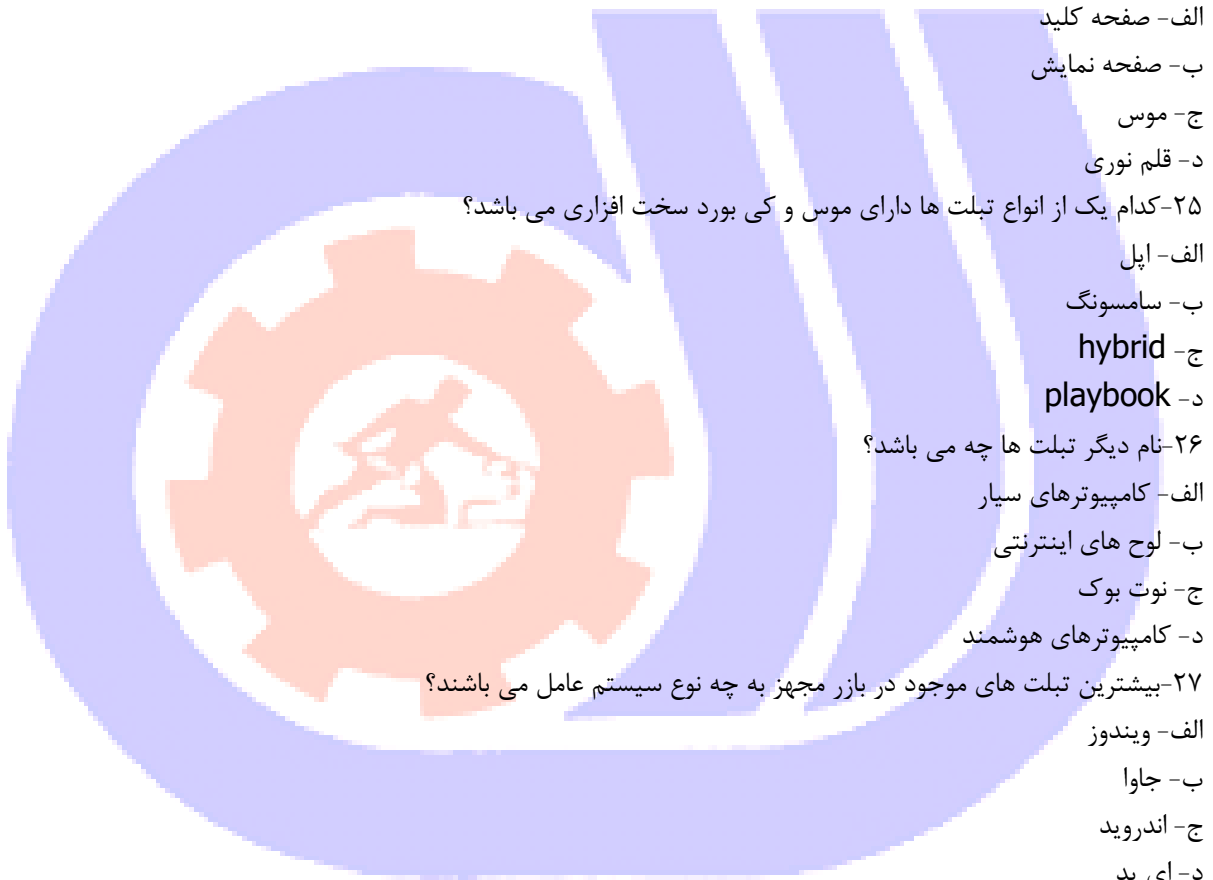 الف- صفحه کلید
ب- صفحه نمایش
ج- موس
د- قلم نوری
۲۵-کدام یک از انواع تبلت ها دارای موس و کی بورد سخت افزاری می باشد؟
الف- اپل
ب- سامسونگ
ج- hybrid
د- playbook
۲۶-نام دیگر تبلت ها چه می باشد؟
الف- کامپیوترهای سیار
ب- لوح های اینترنتی
ج- نوت بوک
د- کامپیوترهای هوشمند
۲۷-بیشترین تبلت های موجود در بازر مجهز به چه نوع سیستم عامل می باشند؟
الف- ویندوز
ب- جاوا
ج- اندروید
د- ای پد